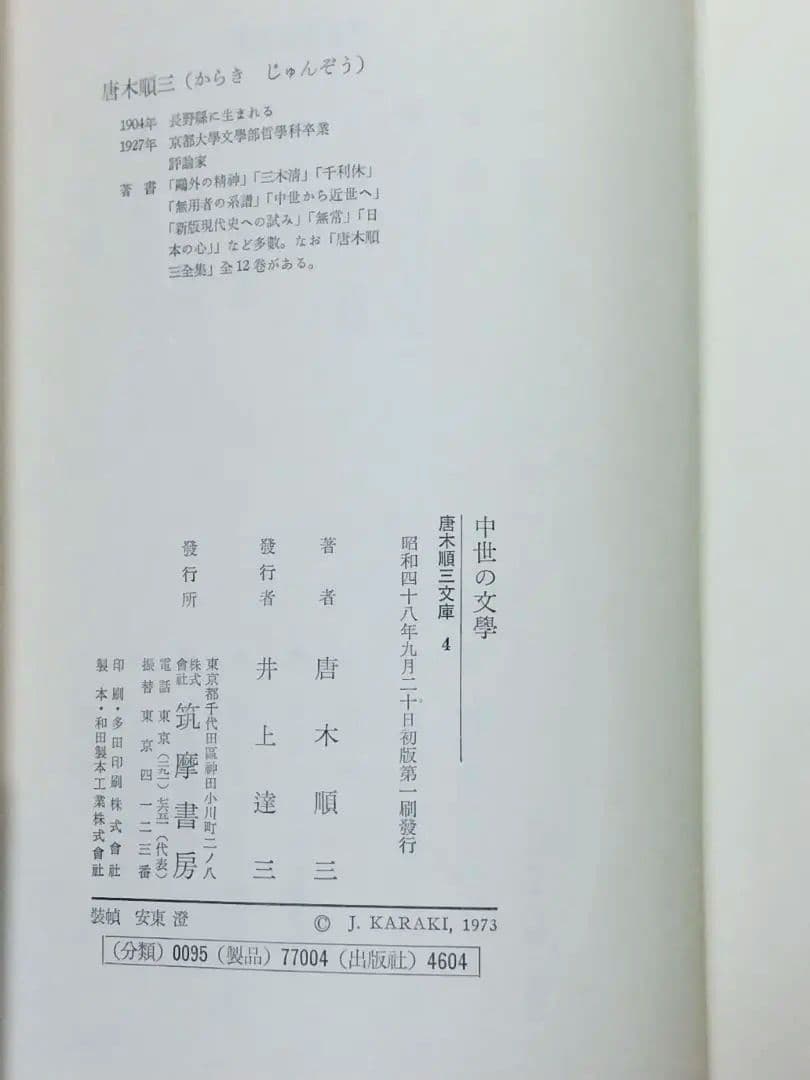 唐木順三(からき じゅんぞう)
1904年 長野縣に生まれる
1927年 京都大學文學部哲學科卒業
評論家
著書「鷗外の精神」「三木淸」「千利休」
「無用者の系譜」「中世から近世へ」
「新版現代史への試み」「無常」「日
本の心」」など多數。なお「唐木順
三全集」全12巻がある。
中世の文學
唐木順三文庫 4
昭和四十八年九月二十日初版第一刷發行
著者 唐木順三
發行者 井上達三
發行所
東京都千代田區神田小川町二ノ八
株式會社 筑摩書房
電話 東京(二九一)七六五一(代表)
振替 東京四一二三番
印刷・多田印刷株式會社
製本・和田製本工業株式會社
裝幀 安東澄
© J. KARAKI, 1973
(分類) 0095 (製品) 77004 (出版社) 4604